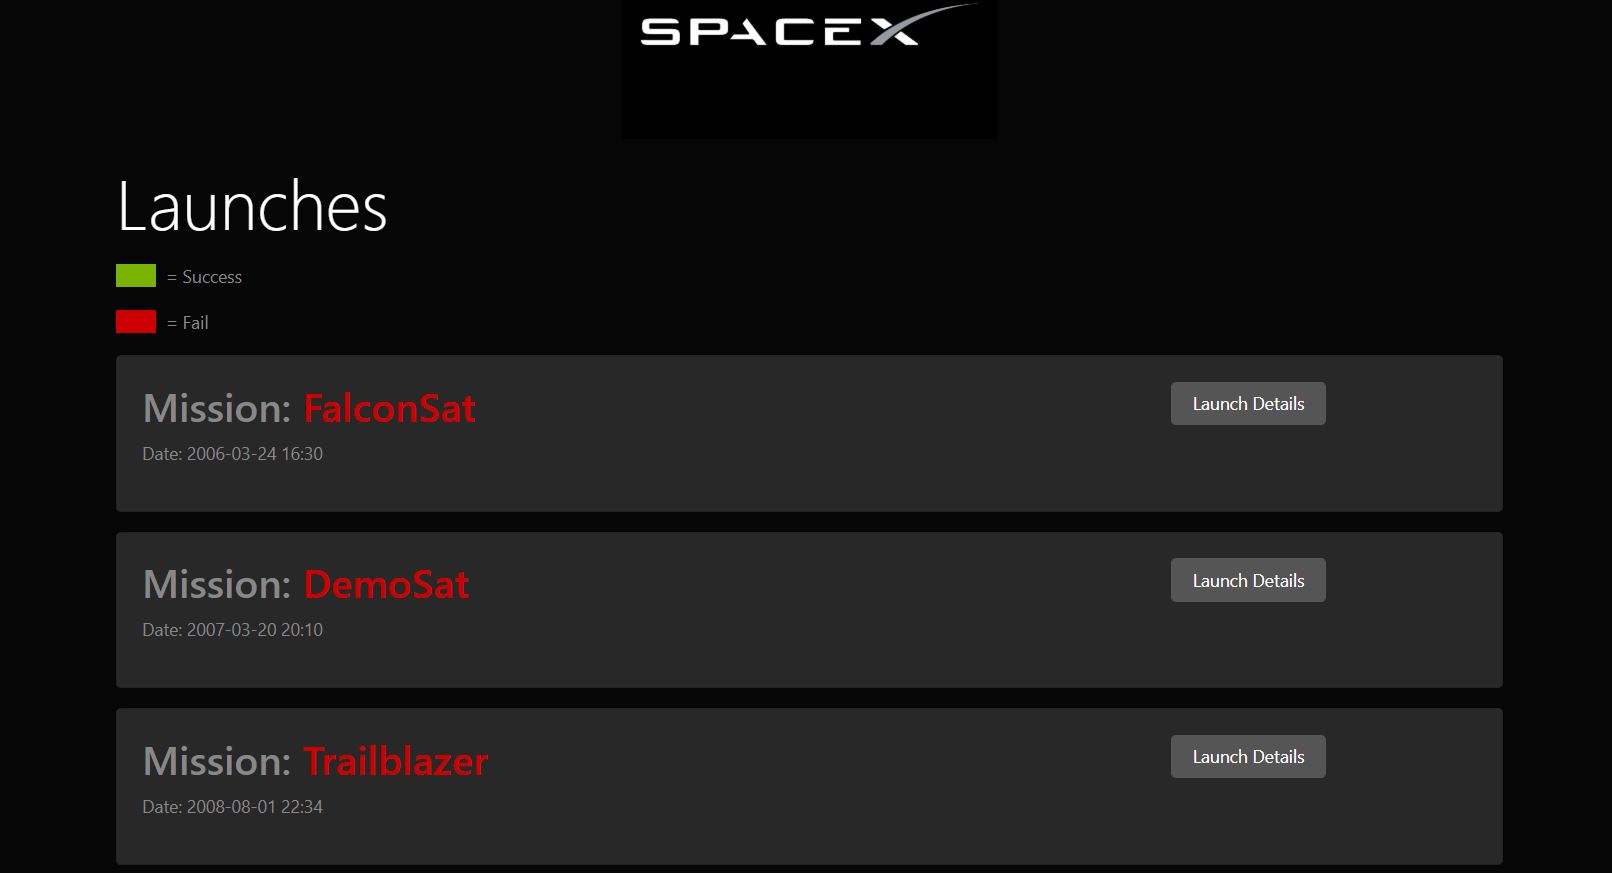 SPACEX
Launches
= Success
= Fail
Mission: FalconSat
Launch Details
Date: 2006-03-24 16:30
Mission: DemoSat
Launch Details
Date: 2007-03-20 20:10
Mission: Trailblazer
Launch Details
Date: 2008-08-01 22:34